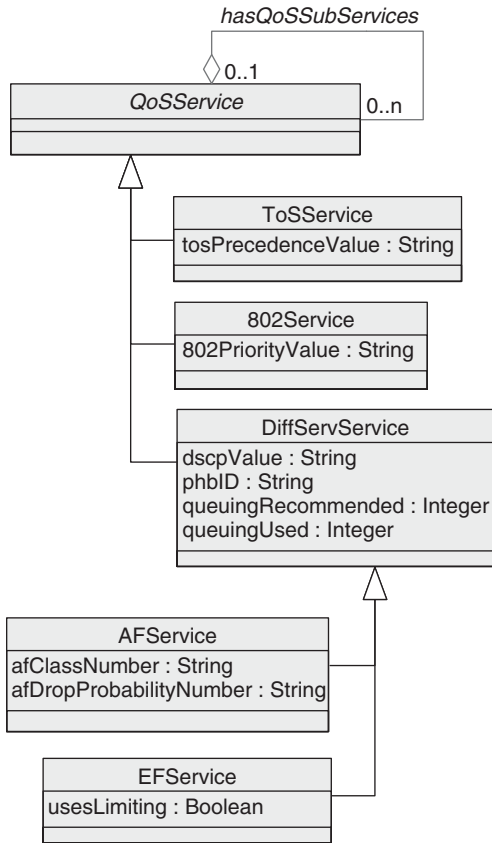 hasQoSSubServices
0..1
QoSService
0..n
ToSService
tosPrecedenceValue : String
802Service
802PriorityValue : String
DiffServService
dscpValue : String
phbID : String
queuingRecommended : Integer
queuingUsed : Integer
AFService
afClassNumber : String
afDropProbabilityNumber : String
EFService
usesLimiting : Boolean